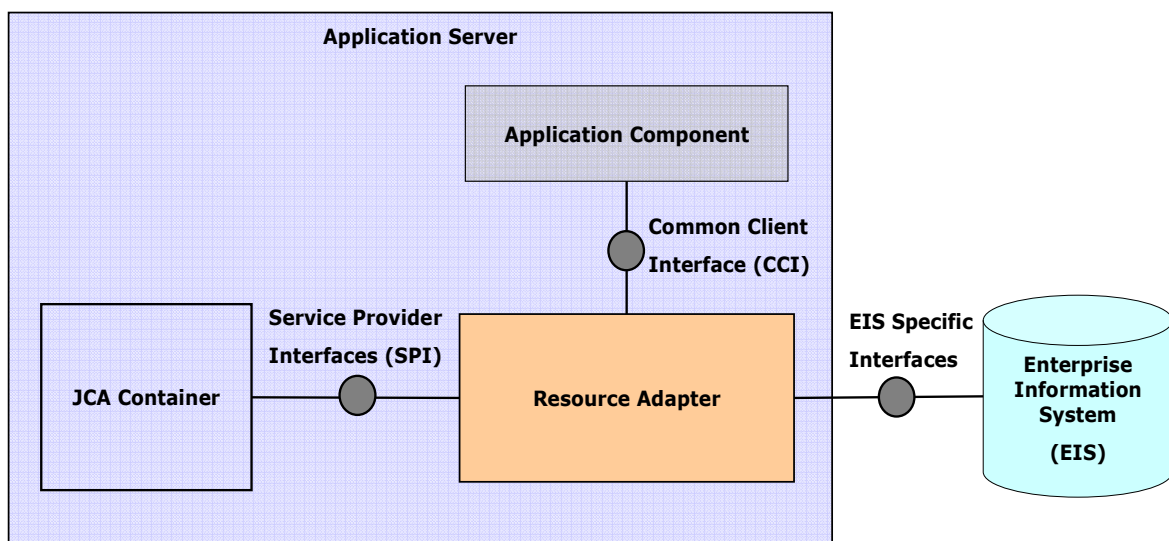 Application Server
Application Component
Common Client
Interface (CCI)
Service Provider
Interfaces (SPI)
EIS Specific
Interfaces
JCA Container
Resource Adapter
Enterprise
Information
System
(EIS)